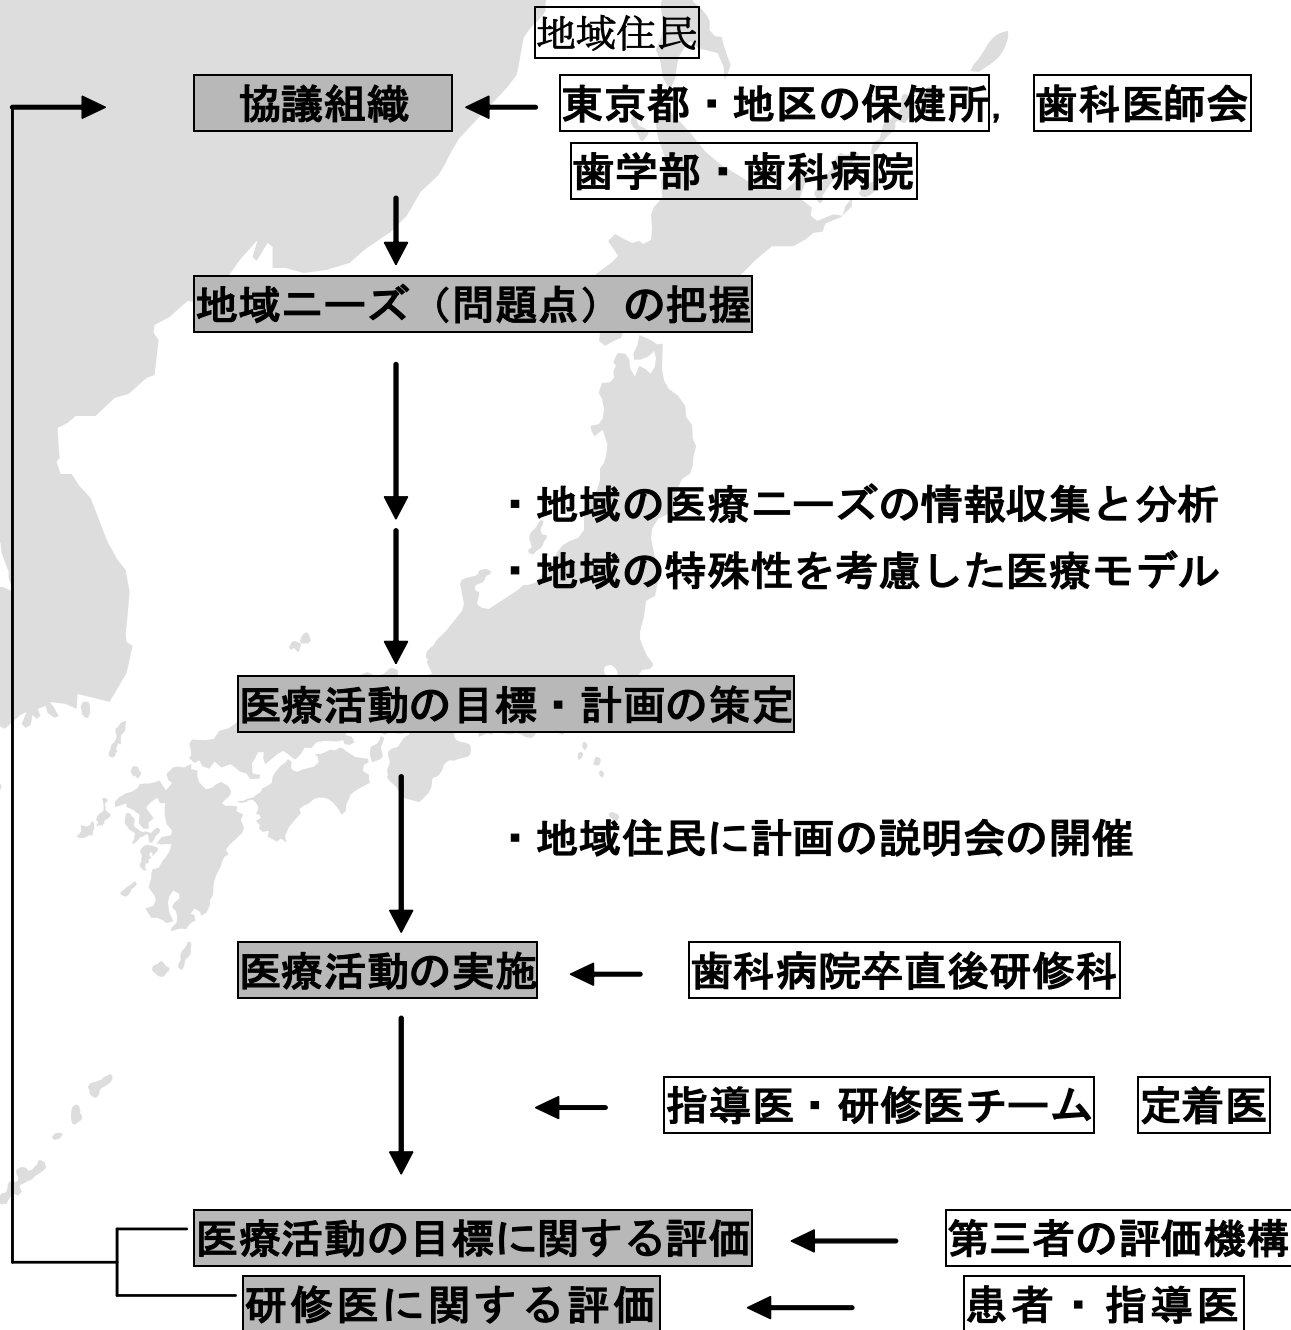 地域住民
協議組織 東京都・地区の保健所, 歯科医師会
歯学部・歯科病院
地域ニーズ（問題点）の把握
・地域の医療ニーズの情報収集と分析
・地域の特殊性を考慮した医療モデル
医療活動の目標・計画の策定
・地域住民に計画の説明会の開催
医療活動の実施 歯科病院卒直後研修科
指導医・研修医チーム 定着医
医療活動の目標に関する評価 第三者の評価機構
研修医に関する評価 患者・指導医